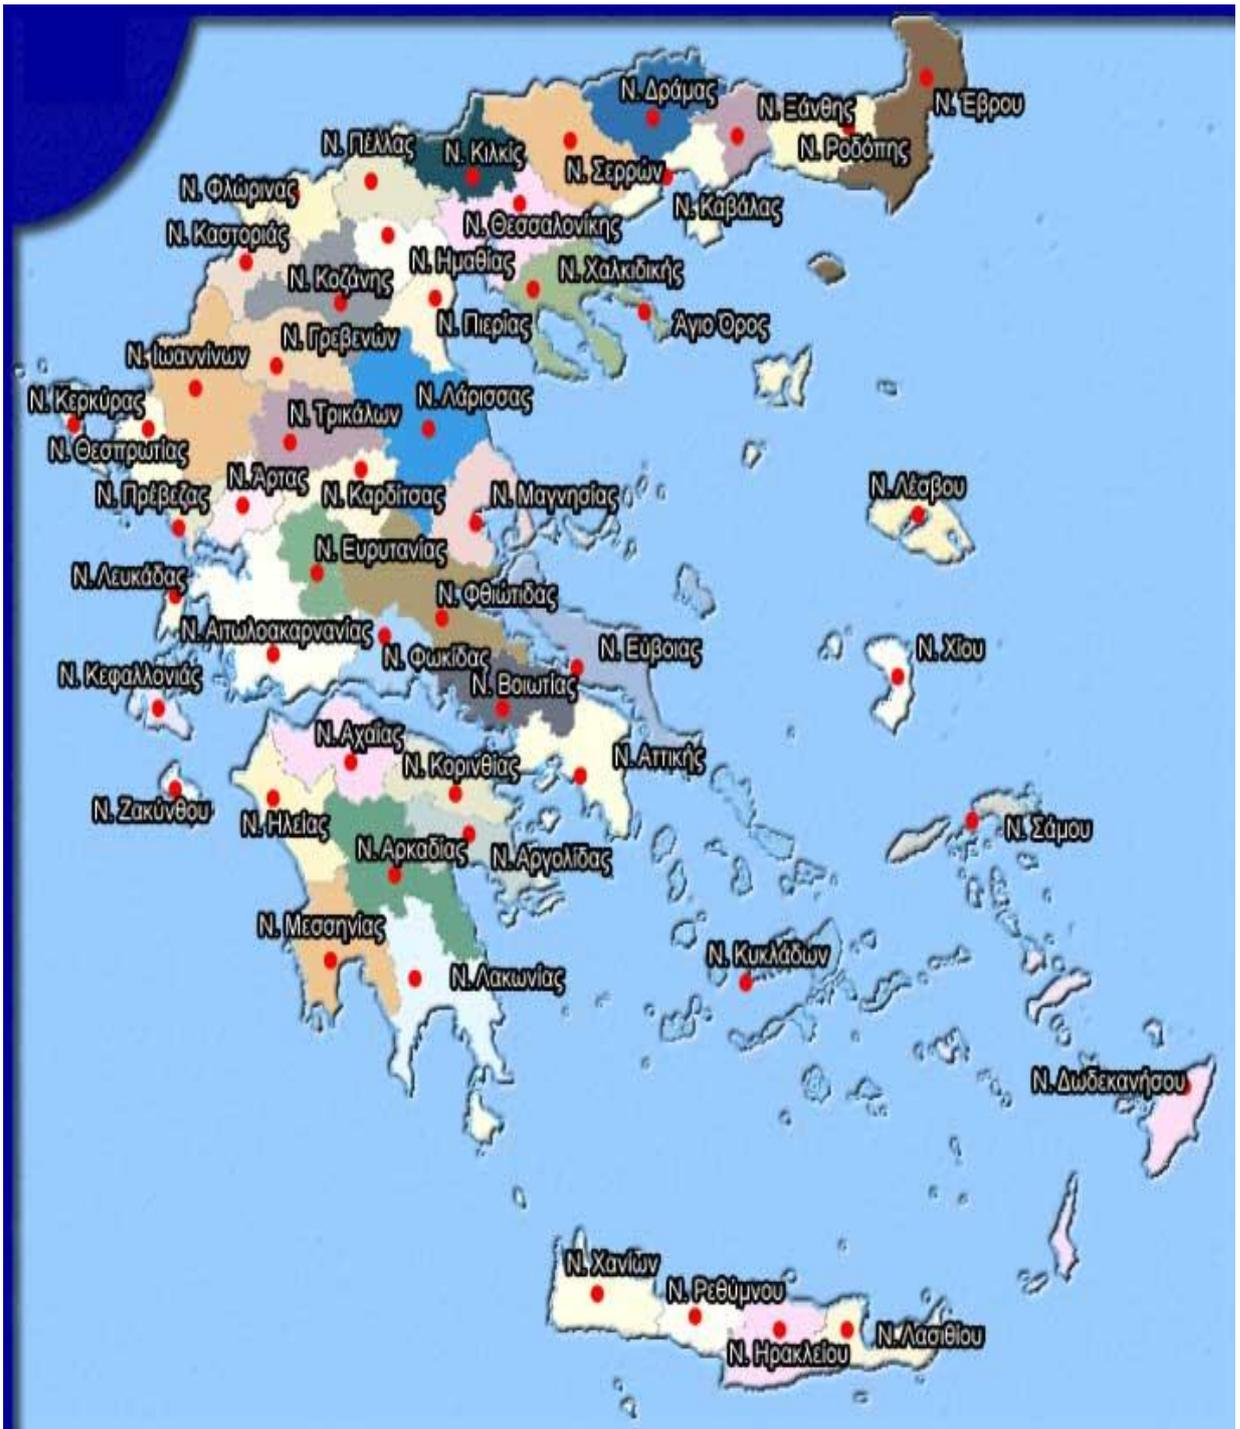 Ν. Δράμας
Ν. Ξάνθης
Ν. Έβρου
Ν. Πέλλας
Ν. Κιλκίς
Ν. Ροδόπης
Ν. Σερρών
Ν. Φλώρινας
Ν. Καβάλας
Ν. Θεσσαλονίκης
Ν. Καστοριάς
Ν. Ημαθίας
Ν. Χαλκιδικής
Ν. Κοζάνης
Ν. Πιερίας
Άγιο Όρος
Ν. Γρεβενών
Ν. Ιωαννίνων
Ν. Λάρισσας
Ν. Κερκύρας
Ν. Τρικάλων
Ν. Θεσπρωτίας
Ν. Άρτας
Ν. Λέσβου
Ν. Πρέβεζας
Ν. Καρδίτσας
Ν. Μαγνησίας
Ν. Ευρυτανίας
Ν. Λευκάδας
Ν. Φθιώτιδας
Ν. Αιτωλοακαρνανίας
Ν. Εύβοιας
Ν. Χίου
Ν. Φωκίδας
Ν. Κεφαλλονιάς
Ν. Βοιωτίας
Ν. Αχαΐας
Ν. Αττικής
Ν. Κορινθίας
Ν. Ζακύνθου
Ν. Ηλείας
Ν. Σάμου
Ν. Αρκαδίας
Ν. Αργολίδας
Ν. Μεσσηνίας
Ν. Κυκλάδων
Ν. Λακωνίας
Ν. Δωδεκανήσου
Ν. Χανίων
Ν. Ρεθύμνου
Ν. Λασιθίου
Ν. Ηρακλείου